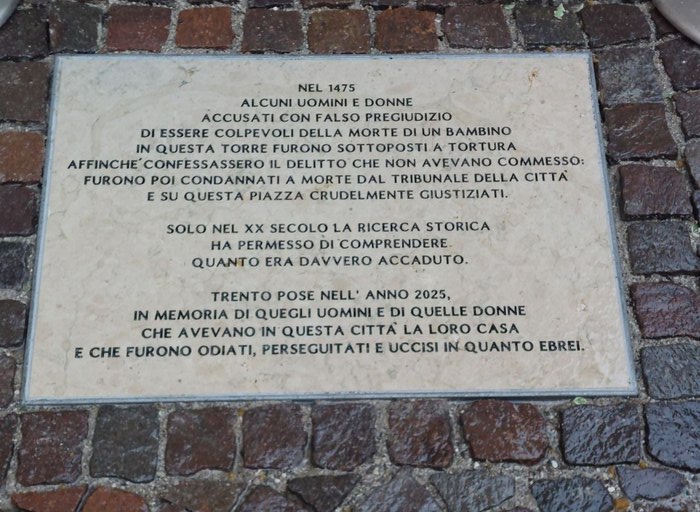 NEL 1475
ALCUNI UOMINI E DONNE
ACCUSATI CON FALSO PREGIUDIZIO
DI ESSERE COLPEVOLI DELLA MORTE DI UN BAMBINO
IN QUESTA TORRE FURONO SOTTOPOSTI A TORTURA
AFFINCHE' CONFESSASSERO IL DELITTO CHE NON AVEVANO COMMESSO:
FURONO POI CONDANNATI A MORTE DAL TRIBUNALE DELLA CITTÀ
E SU QUESTA PIAZZA CRUDELMENTE GIUSTIZIATI.
SOLO NEL XX SECOLO LA RICERCA STORICA
HA PERMESSO DI COMPRENDERE
QUANTO ERA DAVVERO ACCADUTO.
TRENTO POSE NELL' ANNO 2025,
IN MEMORIA DI QUEGLI UOMINI E DI QUELLE DONNE
CHE AVEVANO IN QUESTA CITTÀ LA LORO CASA
E CHE FURONO ODIATI, PERSEGUITATI E UCCISI IN QUANTO EBREI.